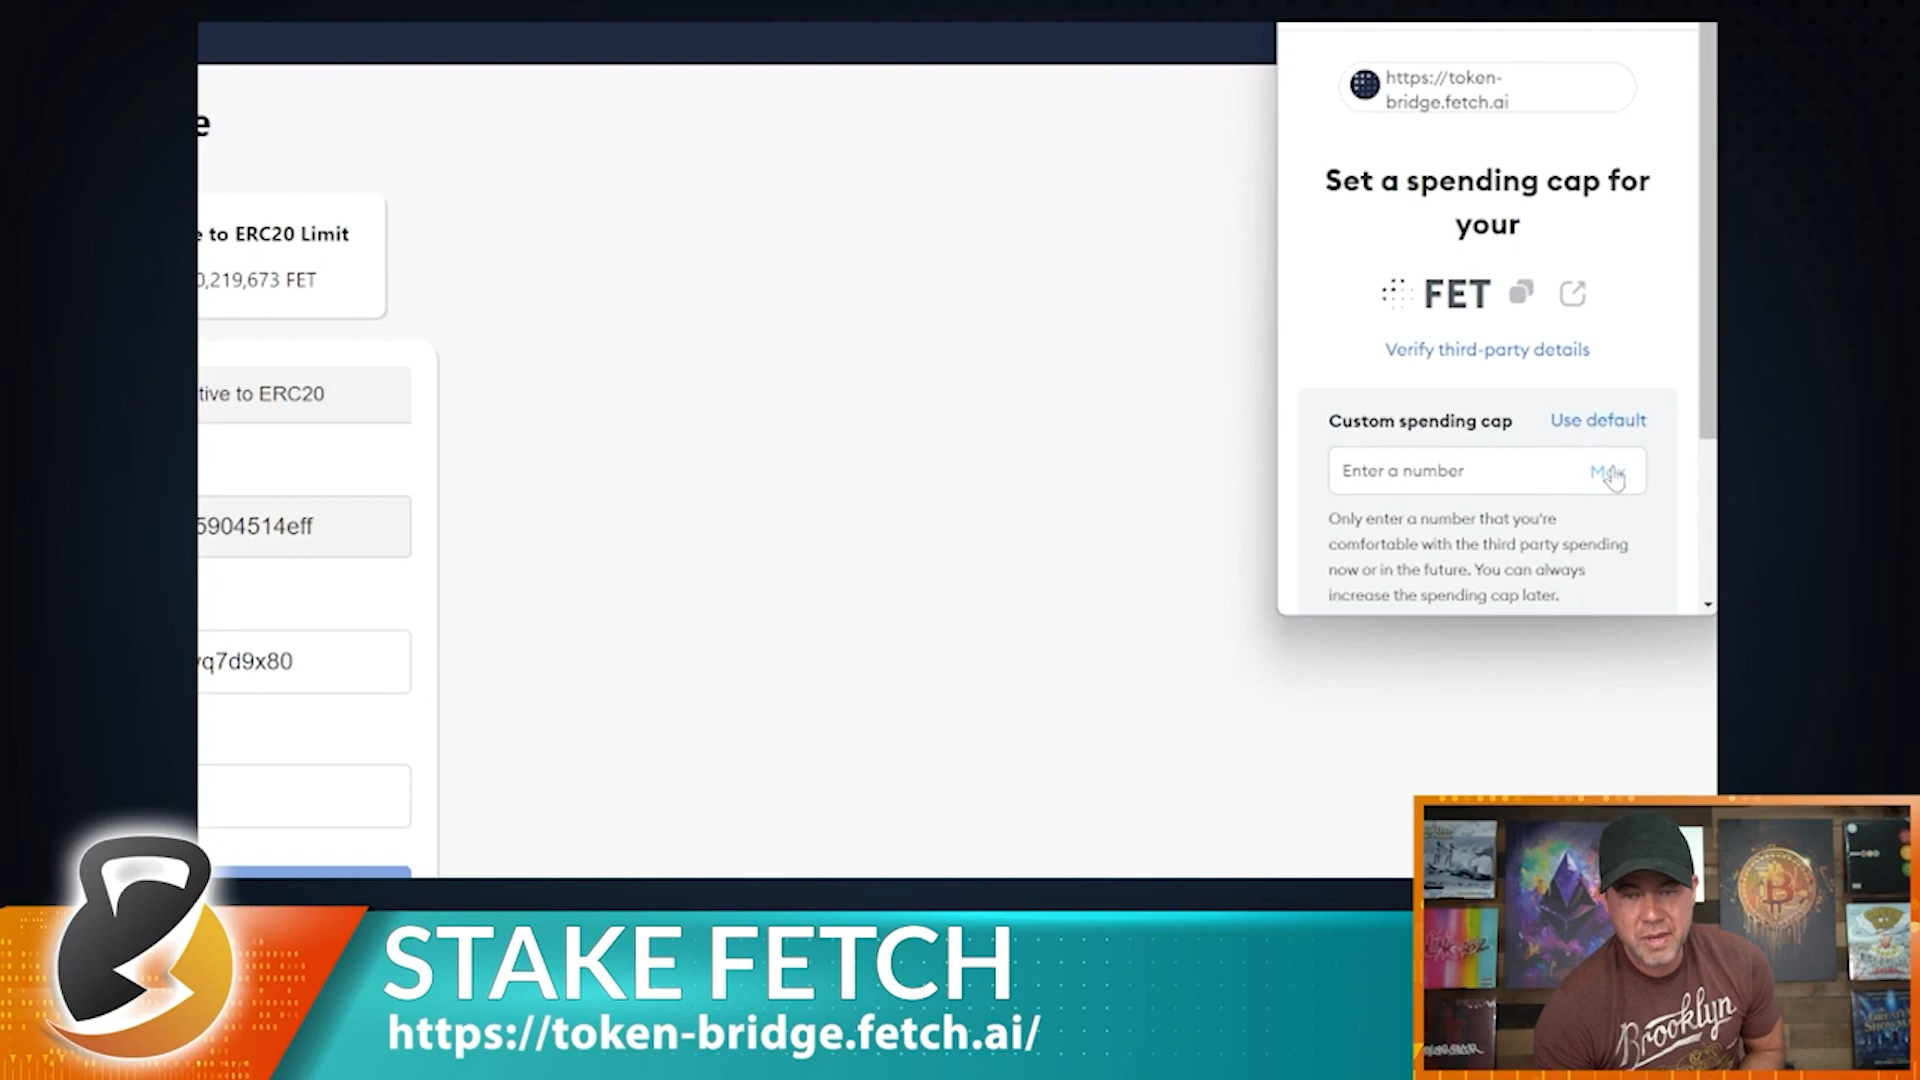 e
e to ERC20 Limit
0,219,673 FET
tive to ERC20
5904514eff
q7d9x80
https://token-
bridge.fetch.ai
Set a spending cap for
your
FET
Verify third-party details
Custom spending cap
Use default
Enter a number
Max
Only enter a number that you're
comfortable with the third party spending
now or in the future. You can always
increase the spending cap later.
STAKE FETCH
https://token-bridge.fetch.ai/
Brooklyn